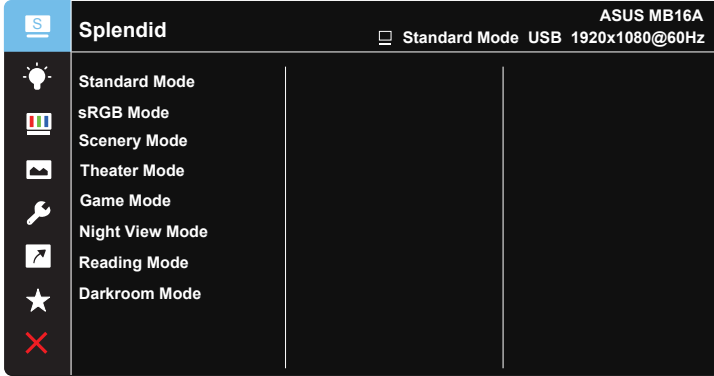 S
Splendid
ASUS MB16A
Standard Mode USB 1920x1080@60Hz
Standard Mode
sRGB Mode
Scenery Mode
Theater Mode
Game Mode
Night View Mode
Reading Mode
Darkroom Mode